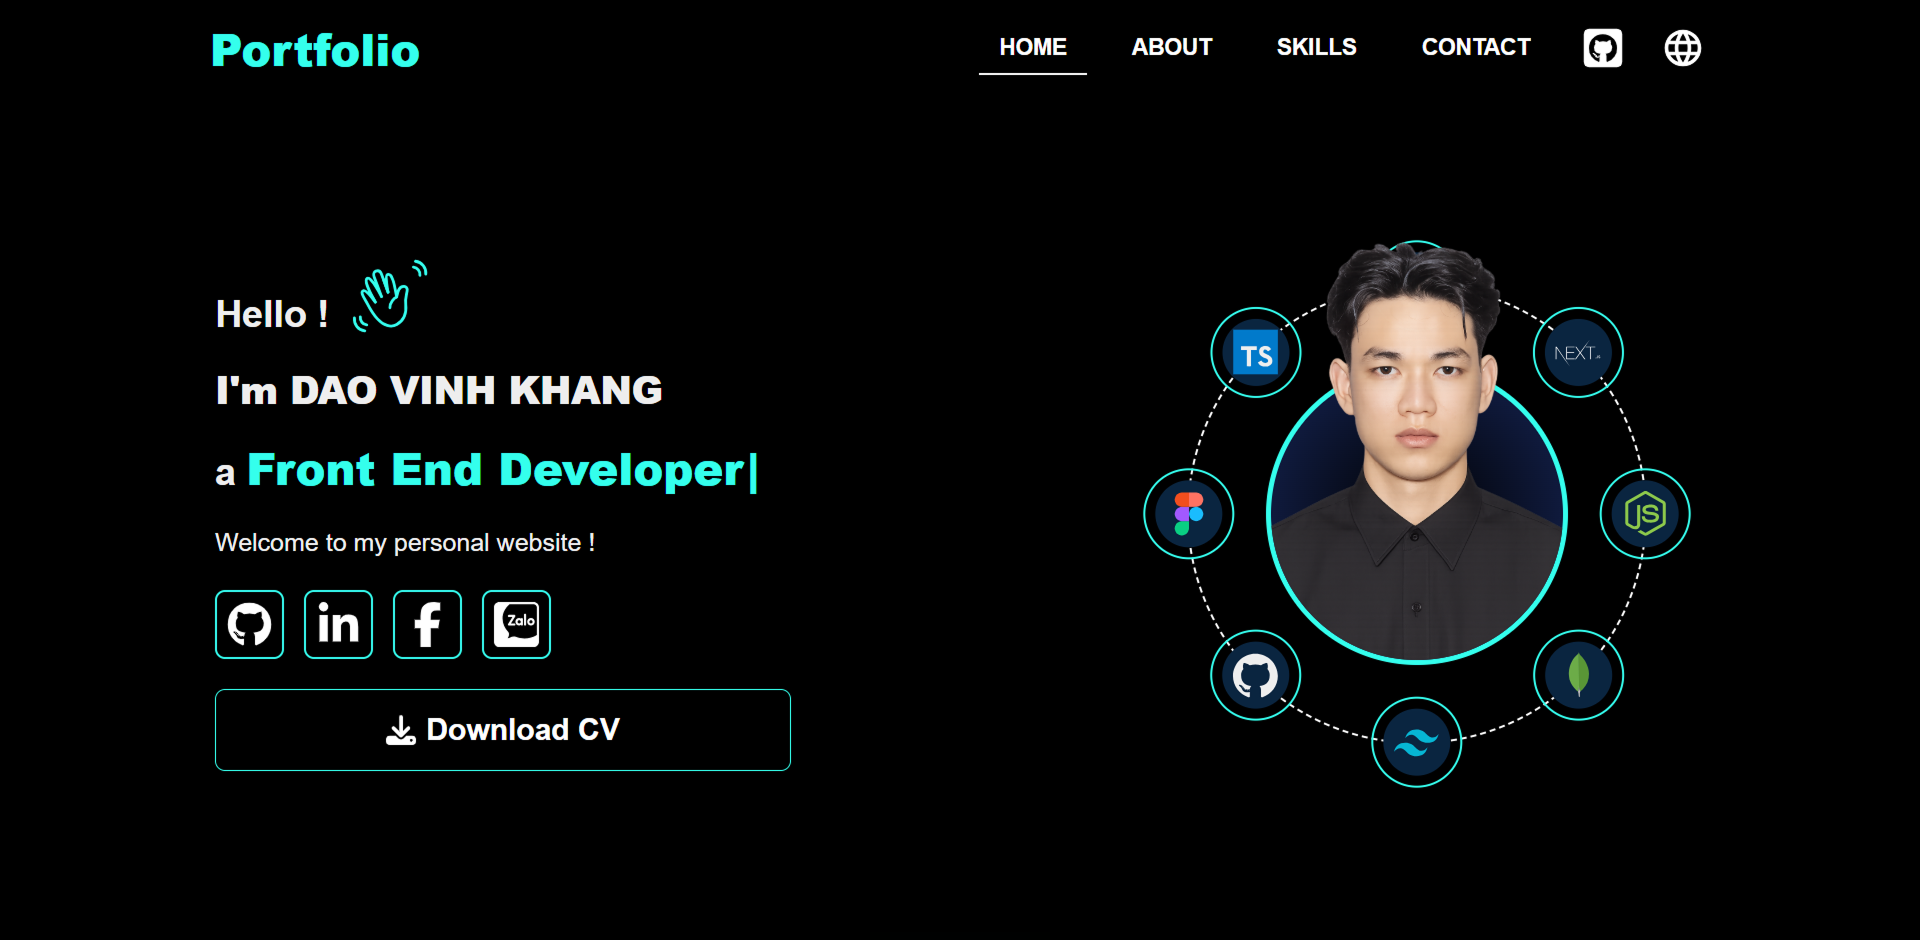 Portfolio
HOME
ABOUT
SKILLS
CONTACT
Hello !
I'm DAO VINH KHANG
a Front End Developer|
Welcome to my personal website !
in
f
Zalo
Download CV
TS
NEXT.JS
JS